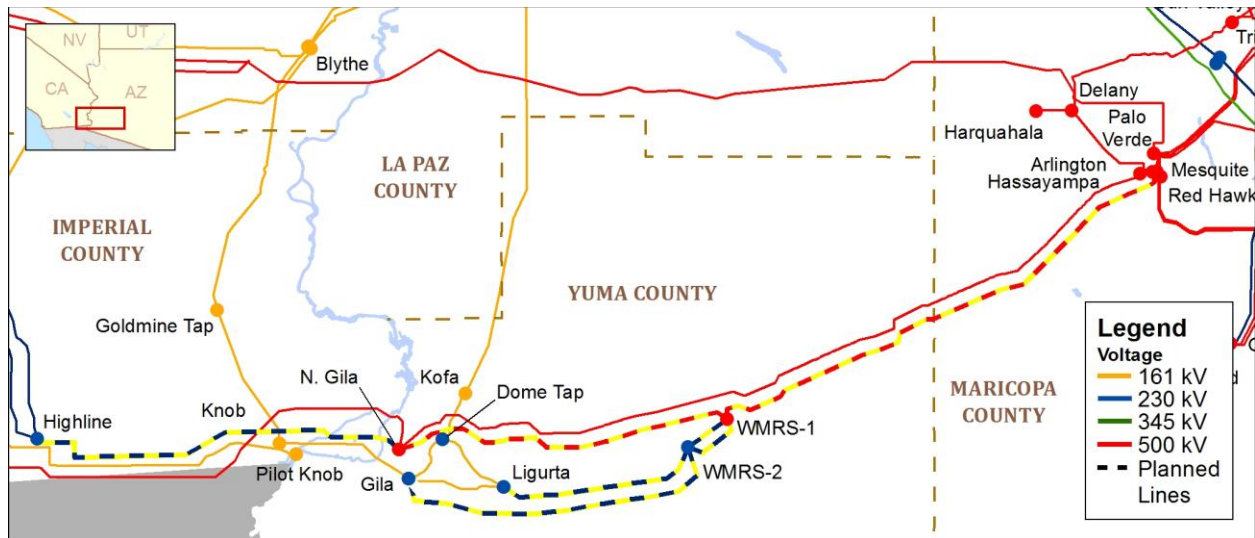 NV
UT
CA
AZ
Blythe
Valley
Tri
Delany
Harquahala
Palo
Verde
Arlington
Hassayampa
Mesquite
Red Hawk
LA PAZ
COUNTY
IMPERIAL
COUNTY
YUMA COUNTY
Goldmine Tap
N. Gila
Kofa
Dome Tap
Knob
Highline
Pilot Knob
Gila
Ligurta
WMRS-1
WMRS-2
MARICOPA
COUNTY
Legend
Voltage
161 kV
230 kV
345 kV
500 kV
Planned
Lines